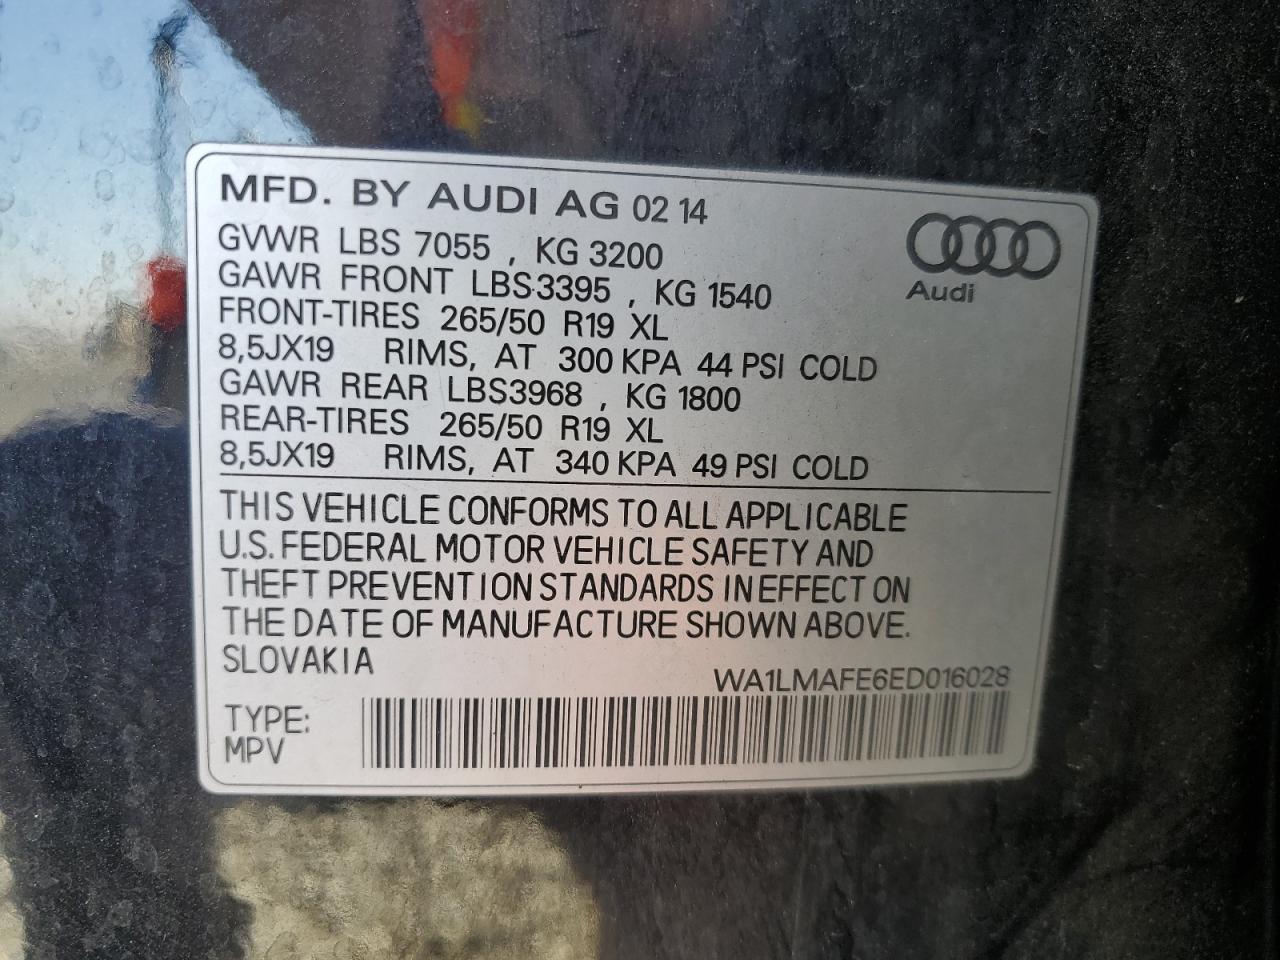 MFD. BY AUDI AG 02 14
Audi
GVWR LBS 7055 , KG 3200
GAWR FRONT LBS3395 , KG 1540
FRONT-TIRES 265/50 R19 XL
8,5JX19 RIMS, AT 300 KPA 44 PSI COLD
GAWR REAR LBS3968 , KG 1800
REAR-TIRES 265/50 R19 XL
8,5JX19 RIMS, AT 340 KPA 49 PSI COLD
THIS VEHICLE CONFORMS TO ALL APPLICABLE
U.S. FEDERAL MOTOR VEHICLE SAFETY AND
THEFT PREVENTION STANDARDS IN EFFECT ON
THE DATE OF MANUFACTURE SHOWN ABOVE.
SLOVAKIA
WA1LMAFE6ED016028
TYPE:
MPV